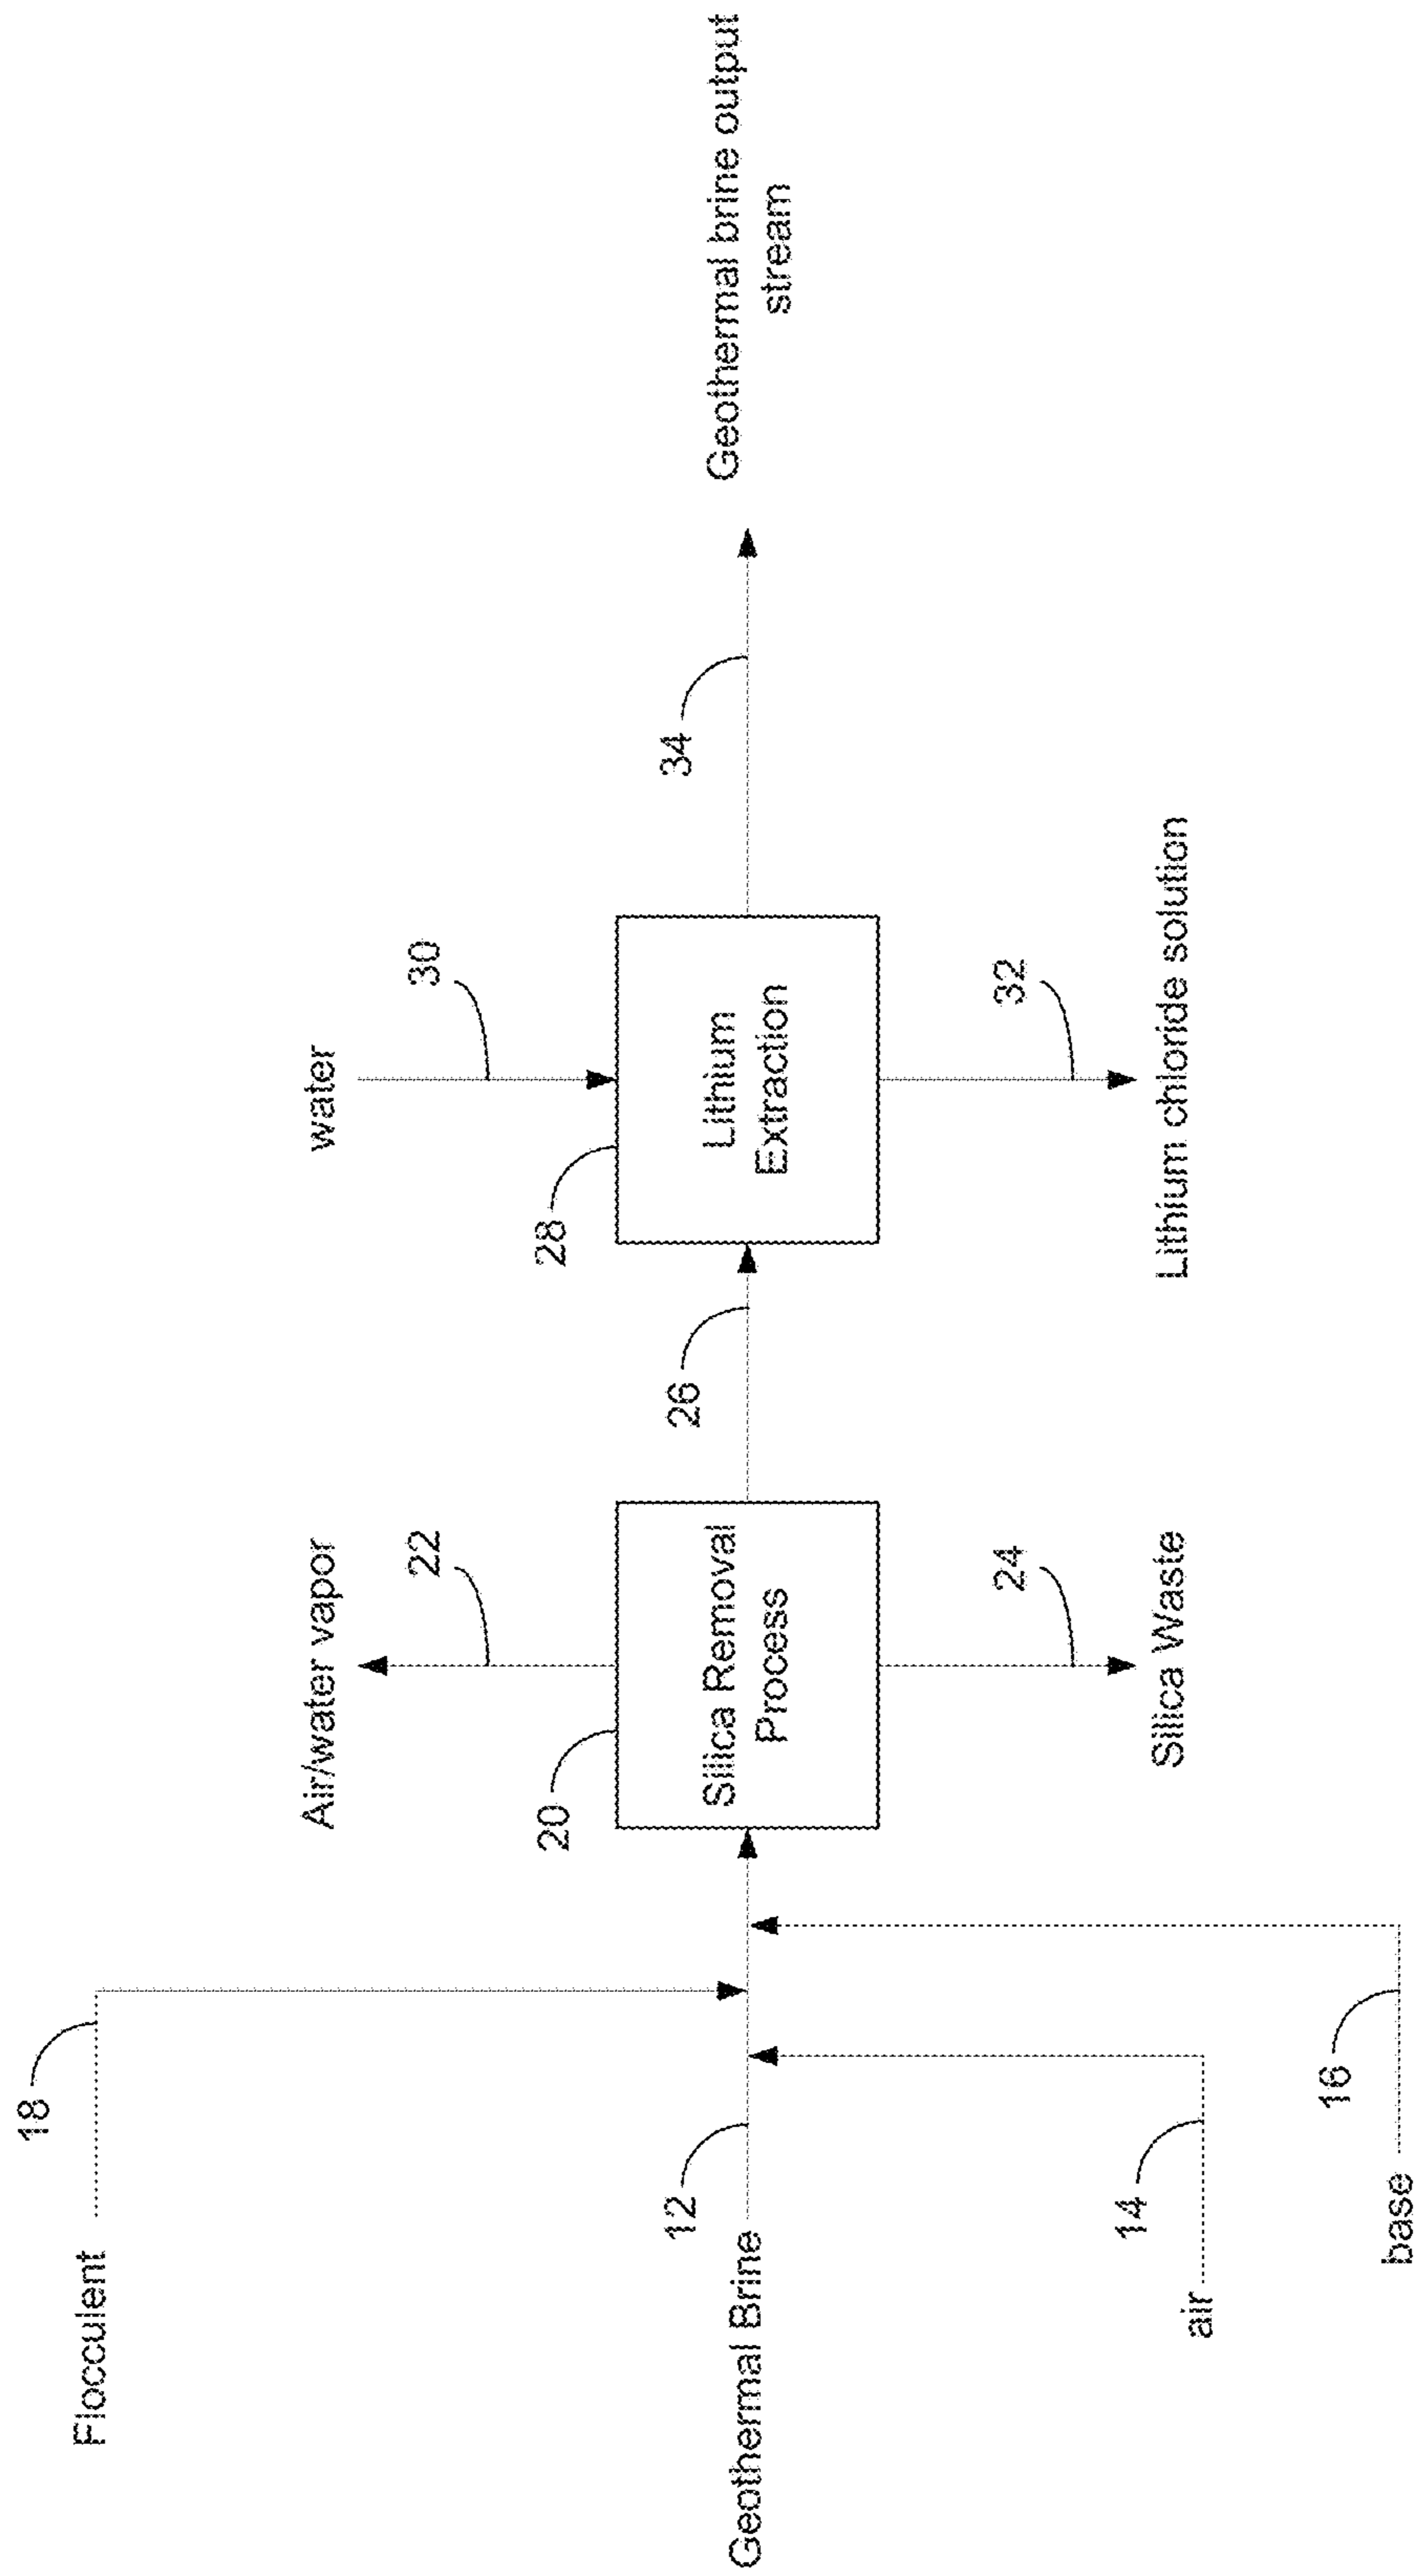 18
Flocculent
Air/water vapor
22
water
30
20
Silica Removal
Process
28
Lithium
Extraction
12
Geothermal Brine
26
34
Geothermal brine output
stream
14
air
24
Silica Waste
32
Lithium chloride solution
16
base